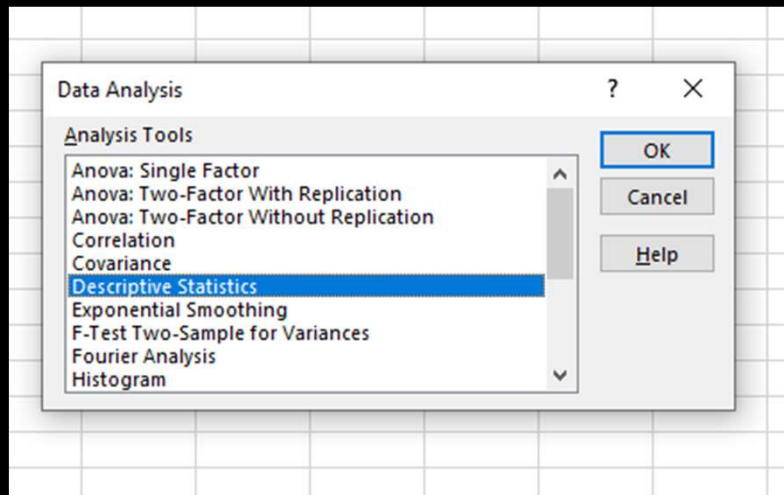 Data Analysis
?
Analysis Tools
OK
Anova: Single Factor
Anova: Two-Factor With Replication
Cancel
Anova: Two-Factor Without Replication
Correlation
Covariance
Help
Descriptive Statistics
Exponential Smoothing
F-Test Two-Sample for Variances
Fourier Analysis
Histogram